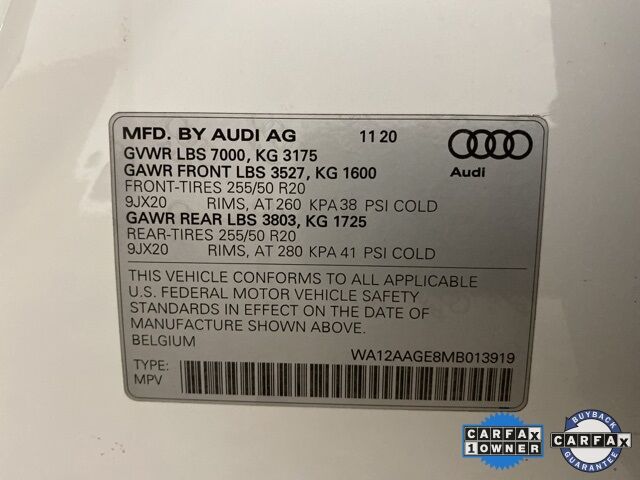 MFD. BY AUDI AG 11 20
GVWR LBS 7000, KG 3175
GAWR FRONT LBS 3527, KG 1600
Audi
FRONT-TIRES 255/50 R20
9JX20 RIMS, AT 260 KPA 38 PSI COLD
GAWR REAR LBS 3803, KG 1725
REAR-TIRES 255/50 R20
9JX20 RIMS, AT 280 KPA 41 PSI COLD
THIS VEHICLE CONFORMS TO ALL APPLICABLE
U.S. FEDERAL MOTOR VEHICLE SAFETY
STANDARDS IN EFFECT ON THE DATE OF
MANUFACTURE SHOWN ABOVE.
BELGIUM
WA12AAGE8MB013919
TYPE:
MPV
CARFAX
1 OWNER
BUYBACK
CARFAX
GUARANTEE